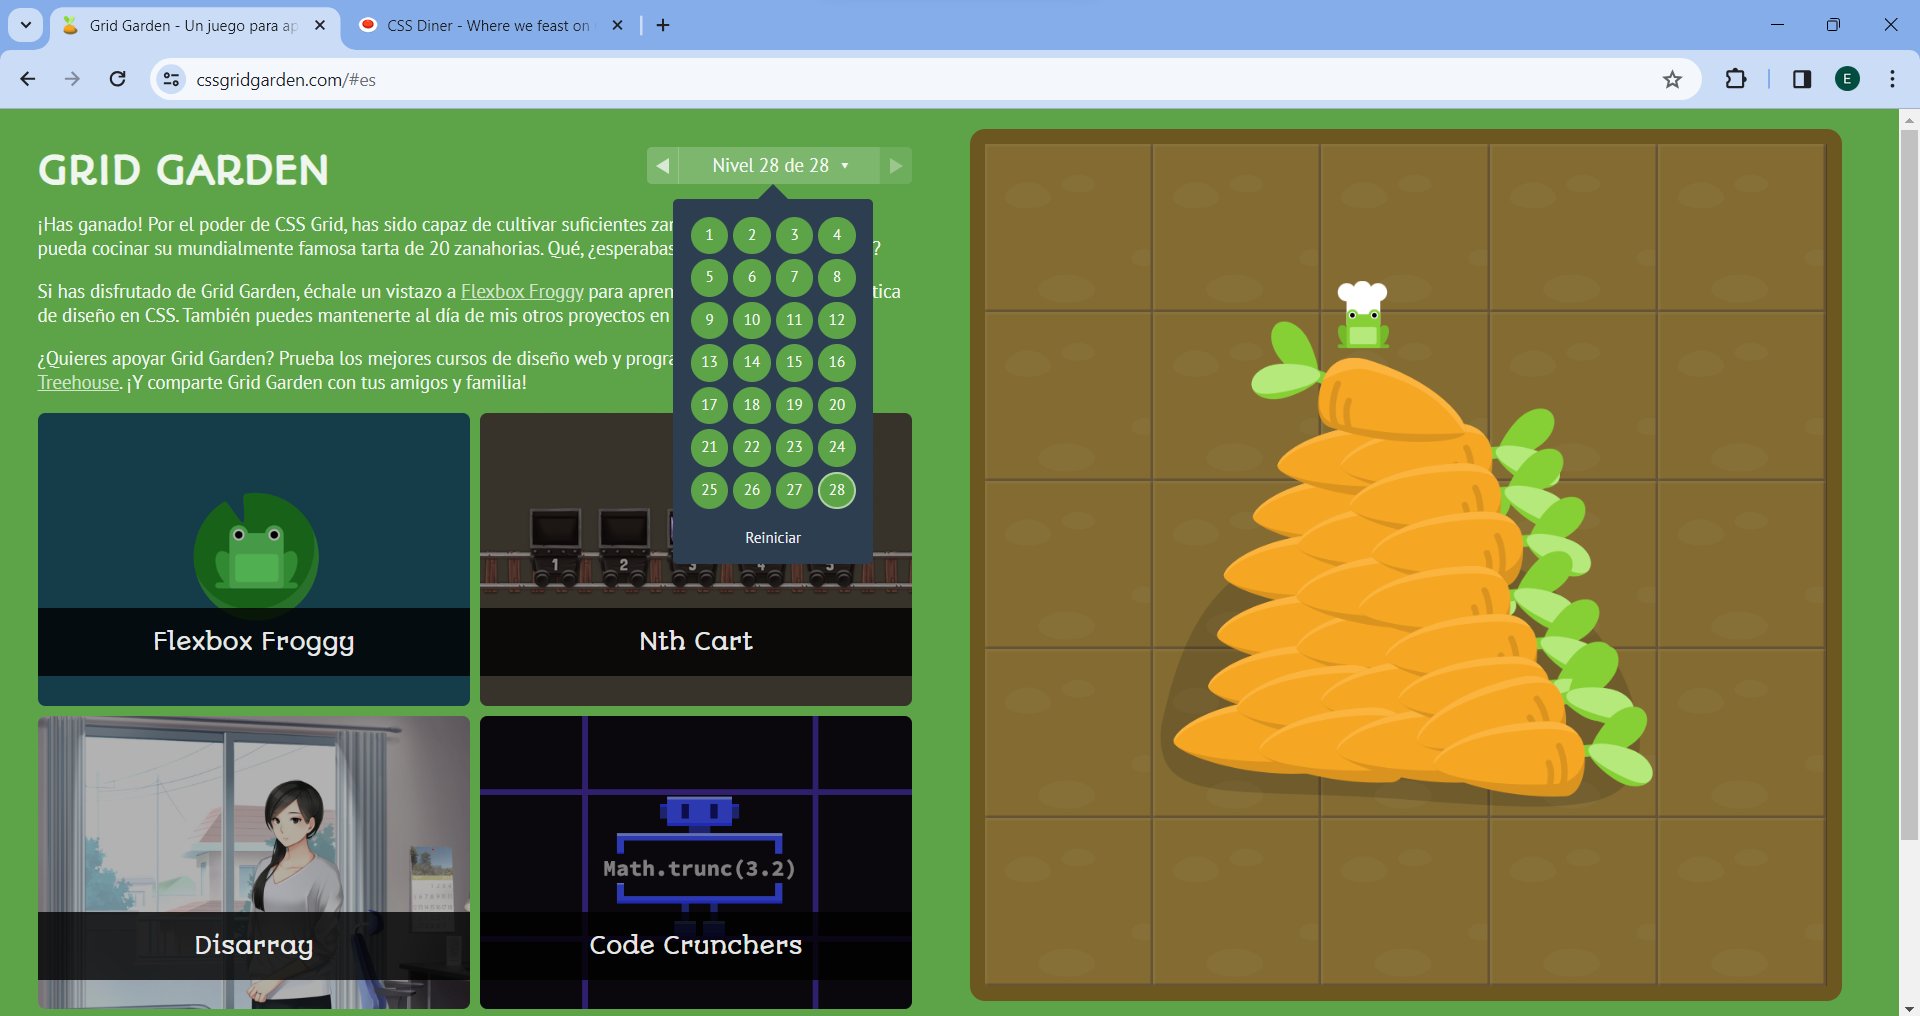 Grid Garden - Un juego para ap
CSS Diner - Where we feast on
cssgridgarden.com/#es
E
GRID GARDEN
Nivel 28 de 28
¡Has ganado! Por el poder de CSS Grid, has sido capaz de cultivar suficientes
pueda cocinar su mundialmente famosa tarta de 20 zanahorias. Qué, ¿esperabas ?
Si has disfrutado de Grid Garden, échale un vistazo a Flexbox Froggy para
de diseño en CSS. También puedes mantenerte al día de mis otros proyectos en
¿Quieres apoyar Grid Garden? Prueba los mejores cursos de diseño web y
Treehouse. ¡Y comparte Grid Garden con tus amigos y familia!
1 2 3 4
5 6 7 8
9 10 11 12
13 14 15 16
17 18 19 20
21 22 23 24
25 26 27 28
Reiniciar
1 2 3 4 5
Flexbox Froggy
Nth Cart
Math.trunc(3.2)
Disarray
Code Crunchers